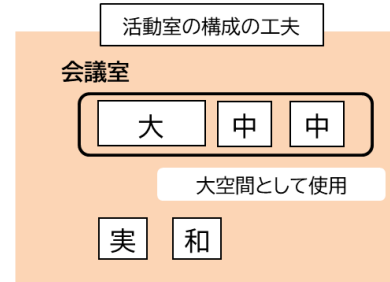 活動室の構成の工夫
会議室
大 中 中
大空間として使用
実 和